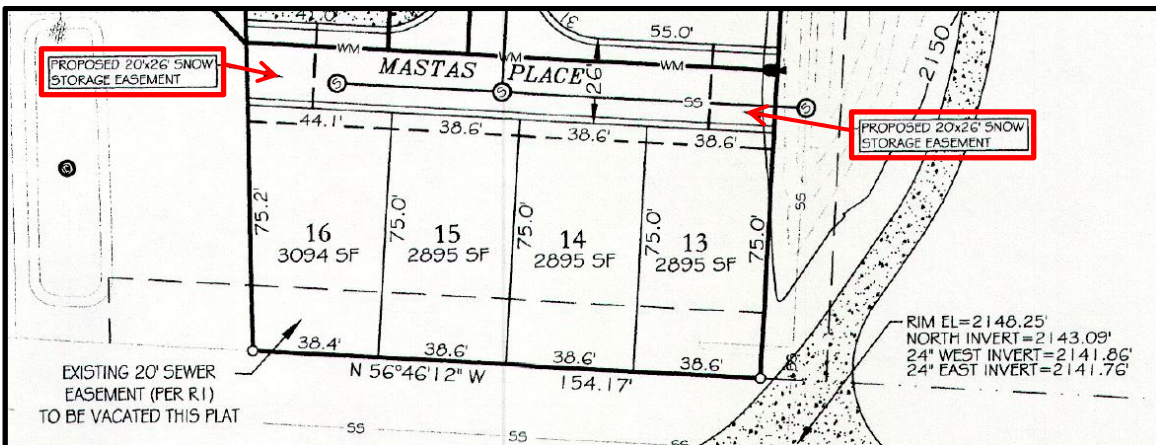 41.0'
55.0'
2150
WM
WM
WM
PROPOSED 20'x26' SNOW
STORAGE EASEMENT
MASTAS PLACE
26'
S
S
SS
S
PROPOSED 20'x26' SNOW
STORAGE EASEMENT
44.1'
38.6'
38.6'
38.6'
75.2'
75.0'
75.0'
75.0'
75.0'
SS
16
3094 SF
15
2895 SF
14
2895 SF
13
2895 SF
RIM EL=2148.25'
NORTH INVERT=2143.09'
24" WEST INVERT=2141.86'
24" EAST INVERT=2141.76'
38.4'
38.6'
38.6'
38.6'
N 56°46'12" W
154.17'
SS
EXISTING 20' SEWER
EASEMENT (PER R1)
TO BE VACATED THIS PLAT
SS
SS
SS